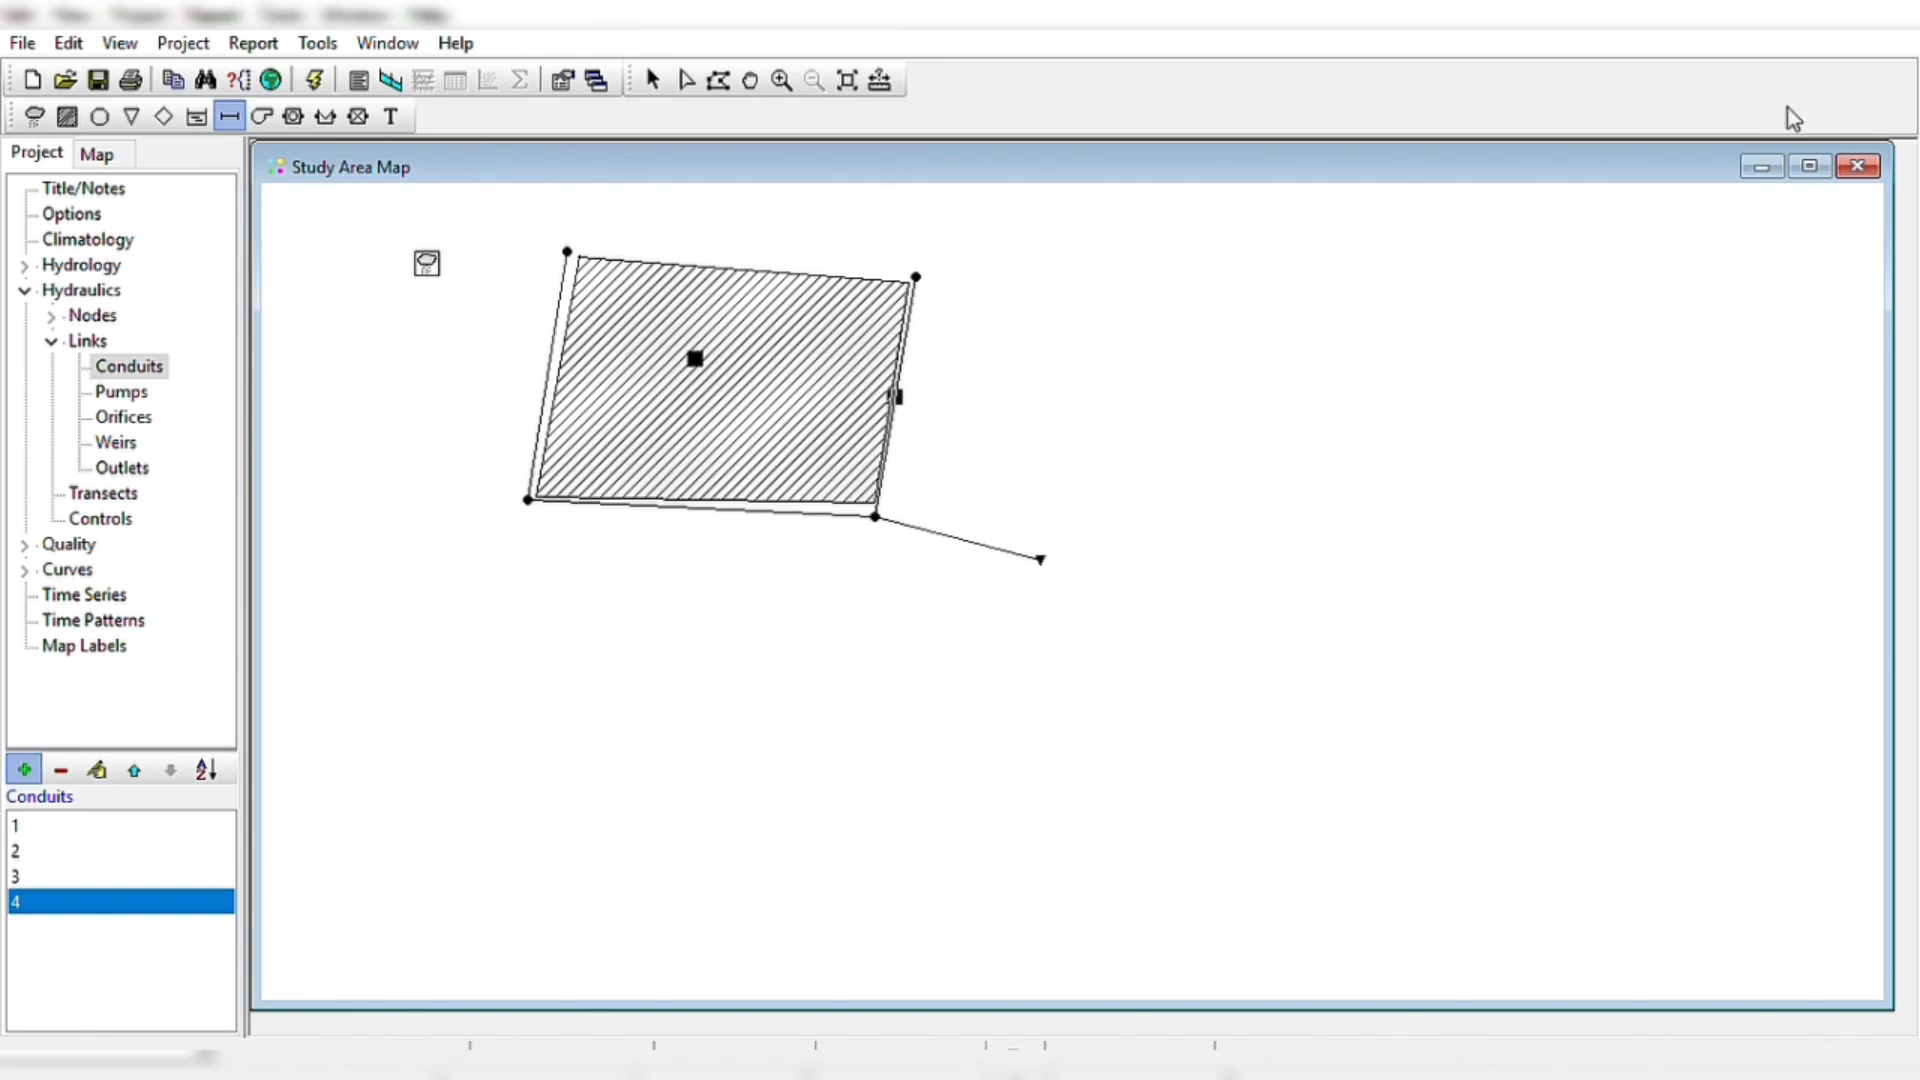 File Edit View Project Report Tools Window Help
T
Project Map
Study Area Map
Title/Notes
Options
Climatology
Hydrology
Hydraulics
Nodes
Links
Conduits
Pumps
Orifices
Weirs
Outlets
Transects
Controls
Quality
Curves
Time Series
Time Patterns
Map Labels
Conduits
1
2
3
4